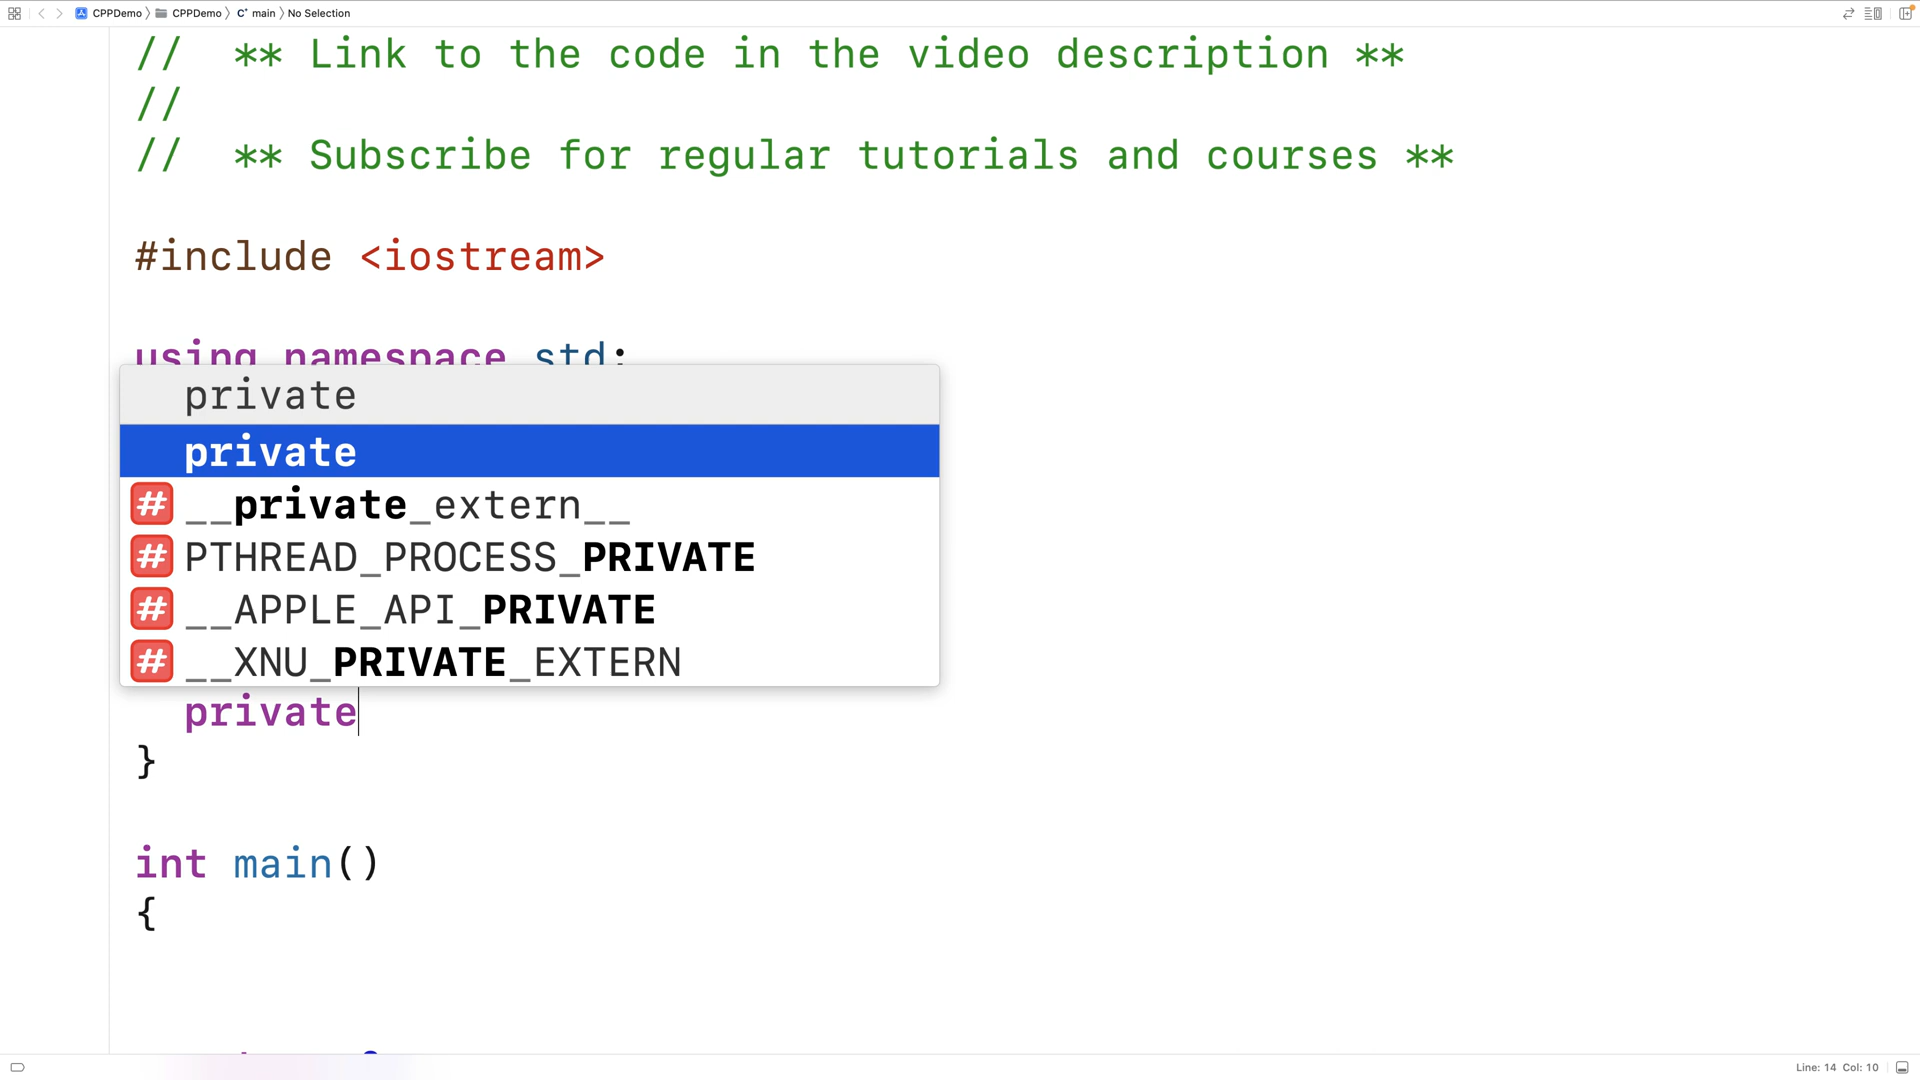 CPPDemo CPPDemo C+ main No Selection
// ** Link to the code in the video description **
//
// ** Subscribe for regular tutorials and courses **
#include <iostream>
using namespace std;
private
private
__private_extern__
PTHREAD_PROCESS_PRIVATE
__APPLE_API_PRIVATE
__XNU_PRIVATE_EXTERN
private
}
int main()
{
Line: 14 Col: 10